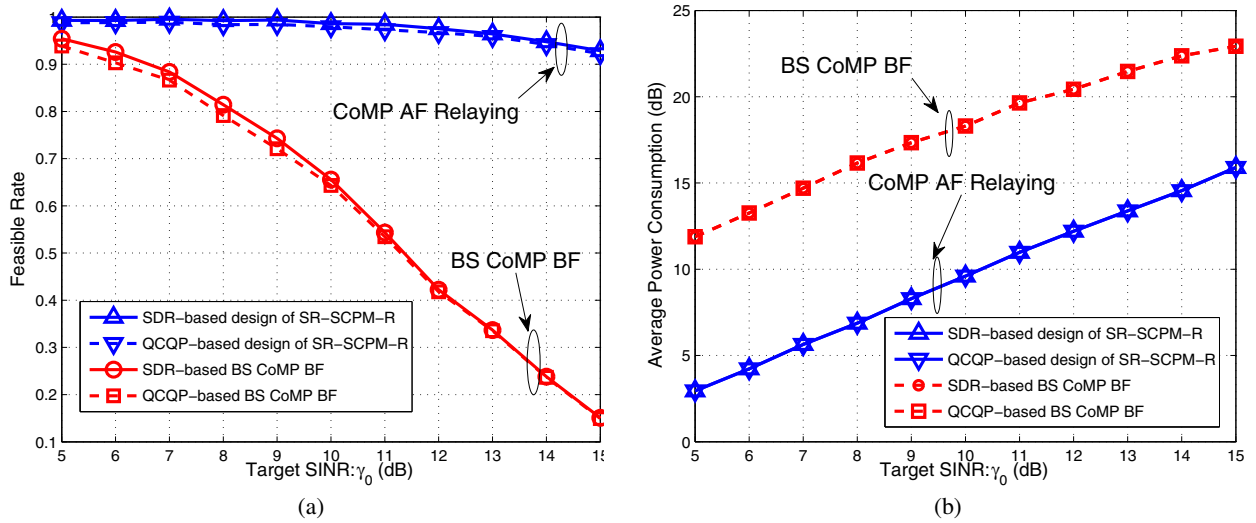 1
0.9
0.8
0.7
0.6
0.5
0.4
0.3
0.2
0.1
Feasible Rate
CoMP AF Relaying
BS CoMP BF
SDR-based design of SR-SCPM-R
QCQP-based design of SR-SCPM-R
SDR-based BS CoMP BF
QCQP-based BS CoMP BF
5 6 7 8 9 10 11 12 13 14 15
Target SINR:γ0 (dB)
(a)
25
20
15
10
5
0
Average Power Consumption (dB)
BS CoMP BF
CoMP AF Relaying
SDR-based design of SR-SCPM-R
QCQP-based design of SR-SCPM-R
SDR-based BS CoMP BF
QCQP-based BS CoMP BF
5 6 7 8 9 10 11 12 13 14 15
Target SINR:γ0 (dB)
(b)